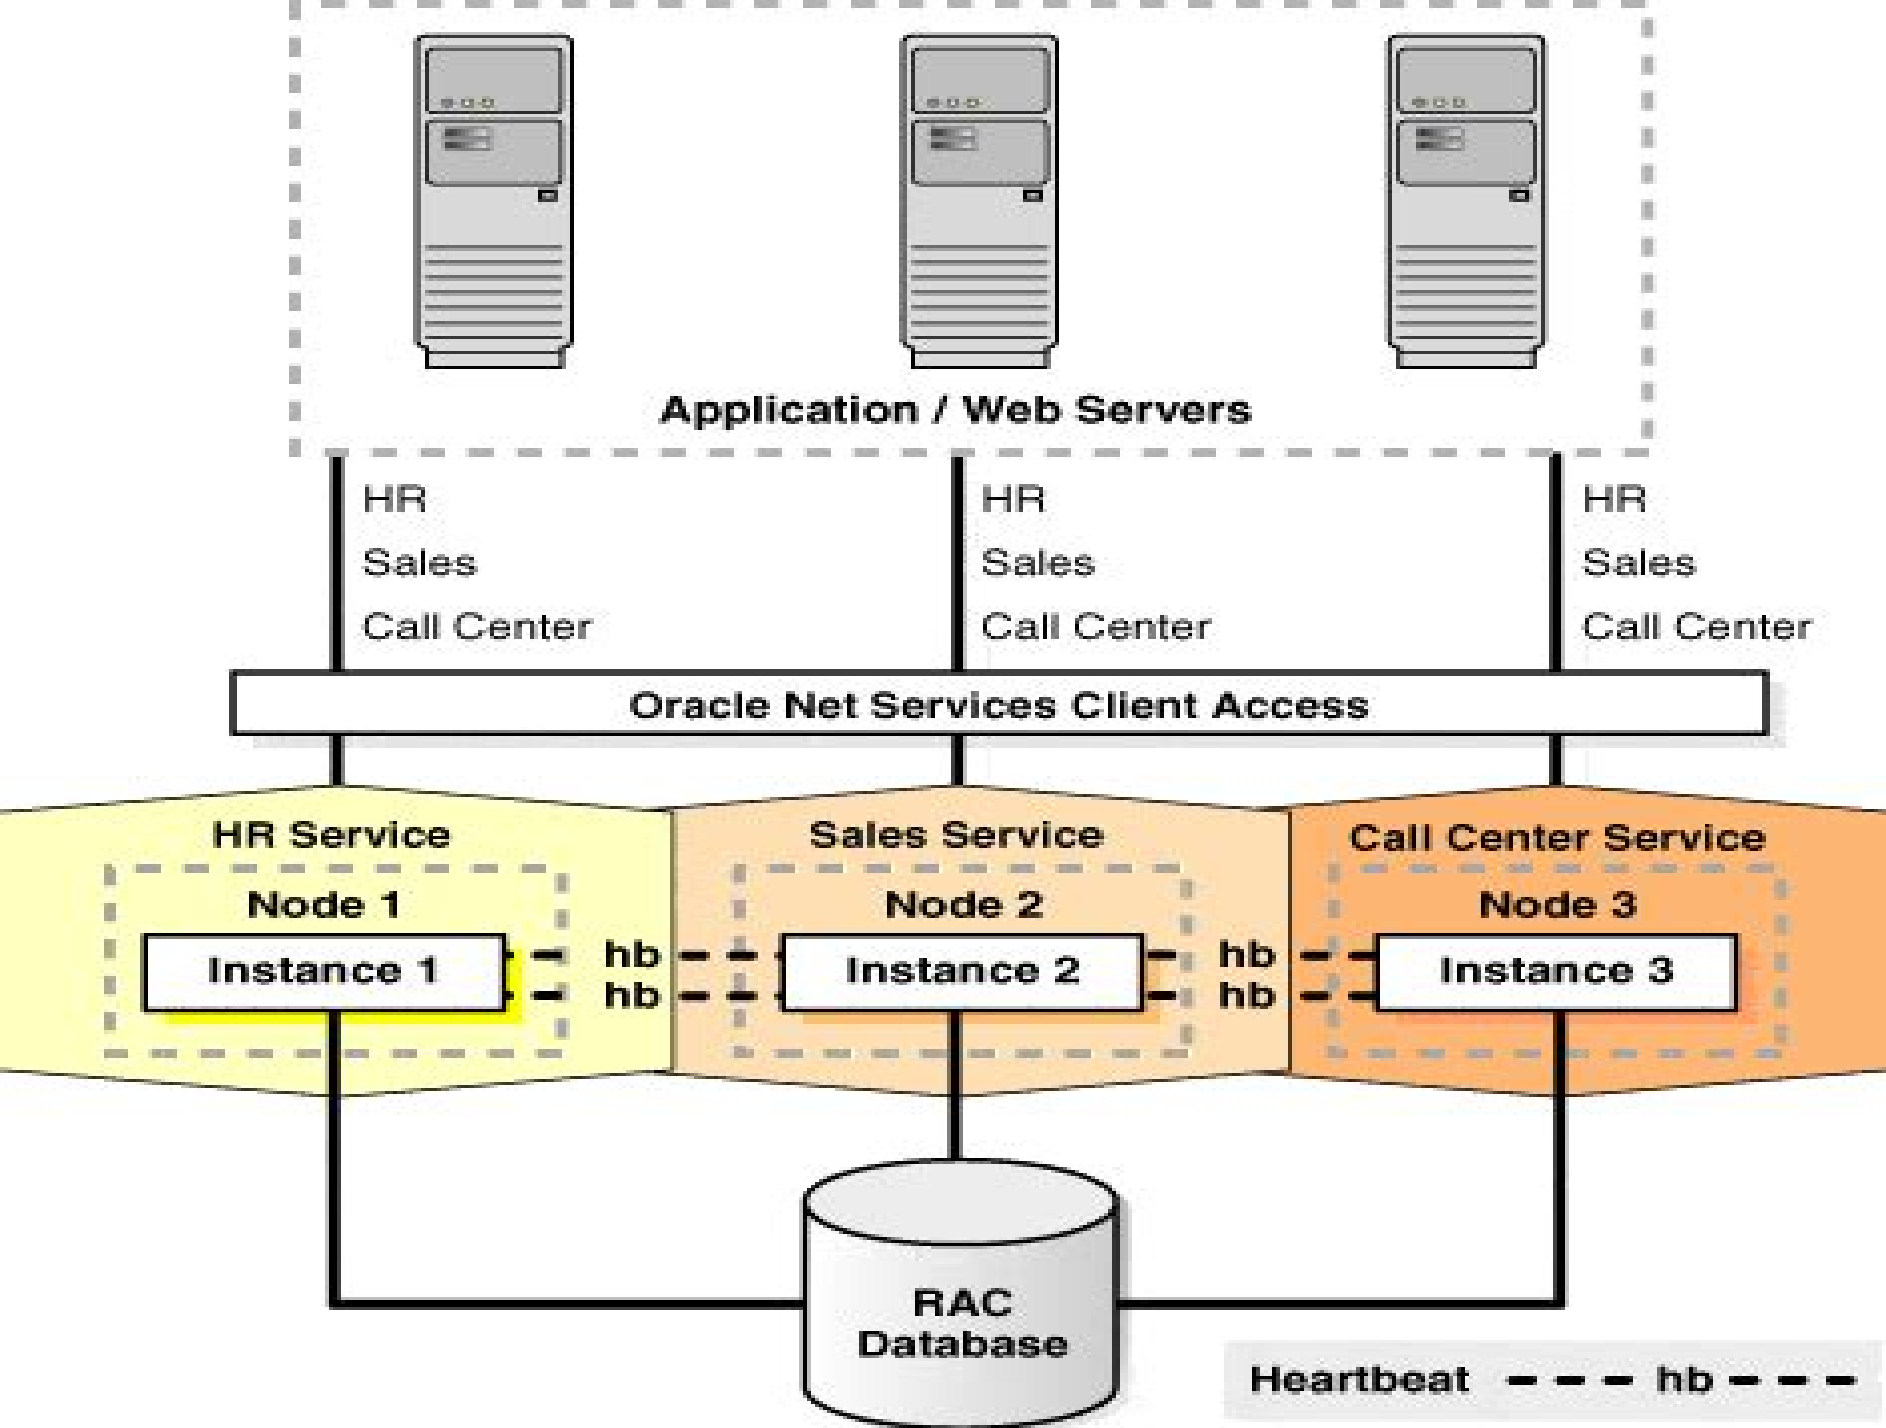 Application / Web Servers
HR HR HR
Sales Sales Sales
Call Center Call Center Call Center
Oracle Net Services Client Access
HR Service Sales Service Call Center Service
Node 1 Node 2 Node 3
hb hb
Instance 1 Instance 2 Instance 3
hb hb
RAC
Database
Heartbeat hb